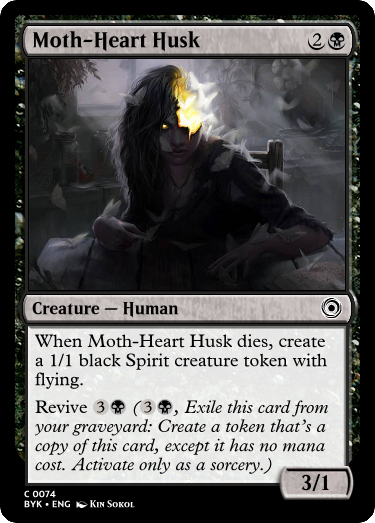 Moth-Heart Husk 2
Creature — Human
When Moth-Heart Husk dies, create
a 1/1 black Spirit creature token with
flying.
Revive 3 (3, Exile this card from
your graveyard: Create a token that's a
copy of this card, except it has no mana
cost. Activate only as a sorcery.)
3/1
C 0074
BYK • ENG Kin Sokol